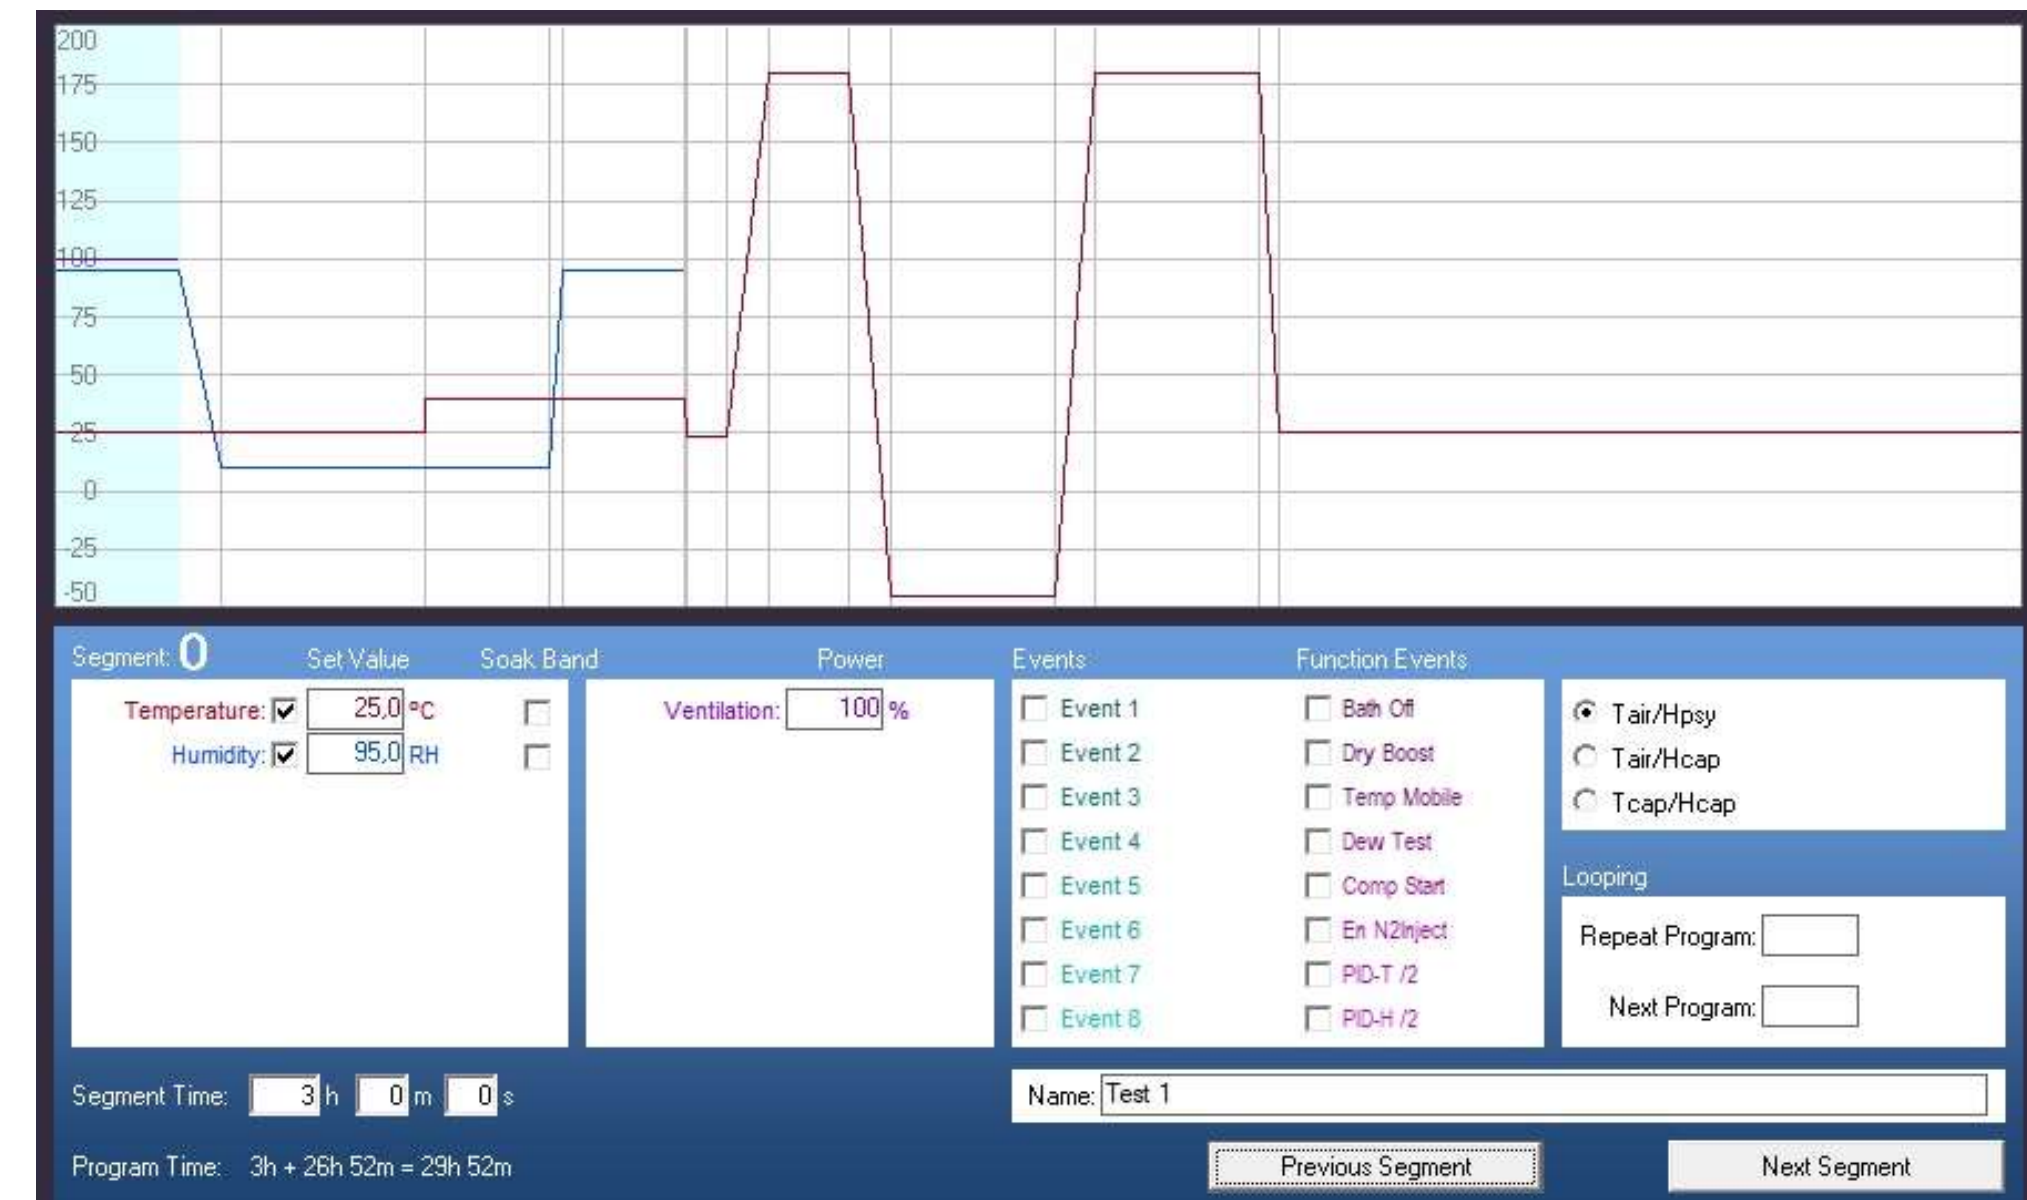 200
175
150
125
100
75
50
25
0
-25
-50
Segment: 0 Set Value Soak Band Power Events Function Events
Temperature: 25,0 ºC Ventilation: 100 % Event 1 Bath Off Tair/Hpsy
Humidity: 95,0 RH Event 2 Dry Boost Tair/Hcap
Event 3 Temp Mobile Tcap/Hcap
Event 4 Dew Test
Event 5 Comp Start Looping
Event 6 En N2Inject Repeat Program:
Event 7 PID-T /2
Event 8 PID-H /2 Next Program:
Segment Time: 3 h 0 m 0 s Name: Test 1
Program Time: 3h + 26h 52m = 29h 52m Previous Segment Next Segment